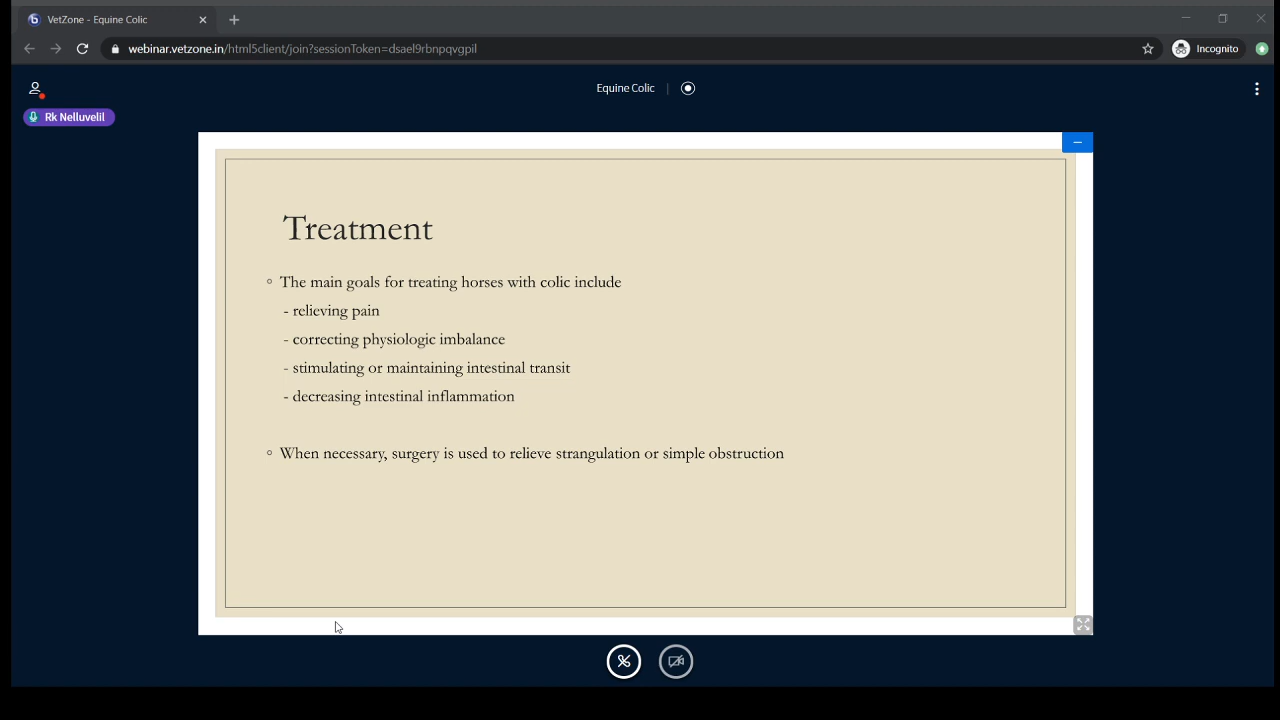 VetZone - Equine Colic
webinar.vetzone.in/html5client/join?sessionToken=dsael9rbnpqvgpil
Incognito
Equine Colic
Rk Nelluvelil
Treatment
The main goals for treating horses with colic include
- relieving pain
- correcting physiologic imbalance
- stimulating or maintaining intestinal transit
- decreasing intestinal inflammation
When necessary, surgery is used to relieve strangulation or simple obstruction